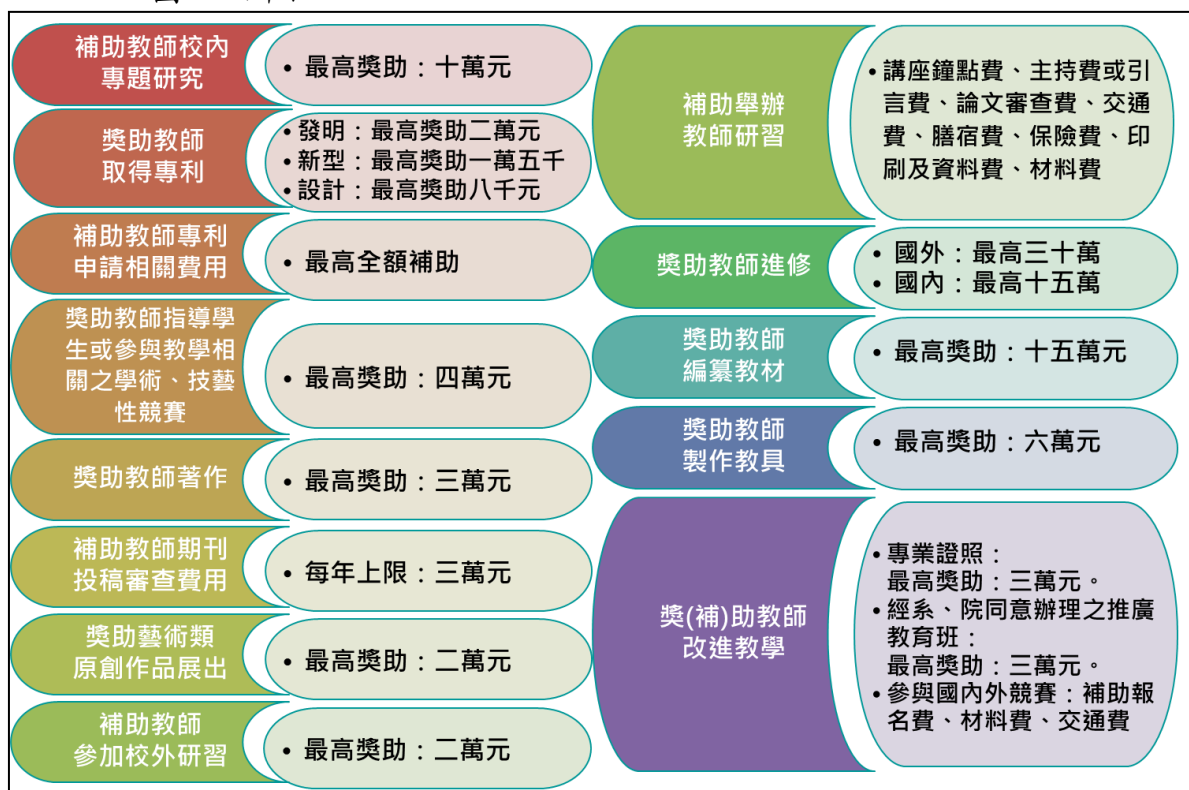 補助教師校內
專題研究
• 最高獎助：十萬元
獎助教師
取得專利
• 發明：最高獎助二萬元
• 新型：最高獎助一萬五千
• 設計：最高獎助八千元
補助教師專利
申請相關費用
• 最高全額補助
獎助教師指導學
生或參與教學相
關之學術、技藝
性競賽
• 最高獎助：四萬元
獎助教師著作
• 最高獎助：三萬元
補助教師期刊
投稿審查費用
• 每年上限：三萬元
獎助藝術類
原創作品展出
• 最高獎助：二萬元
補助教師
參加校外研習
• 最高獎助：二萬元
補助舉辦
教師研習
• 講座鐘點費、主持費或引
言費、論文審查費、交通
費、膳宿費、保險費、印
刷及資料費、材料費
獎助教師進修
• 國外：最高三十萬
• 國內：最高十五萬
獎助教師
編纂教材
• 最高獎助：十五萬元
獎助教師
製作教具
• 最高獎助：六萬元
獎(補)助教師
改進教學
• 專業證照：
最高獎助：三萬元。
• 經系、院同意辦理之推廣
教育班：
最高獎助：三萬元。
• 參與國內外競賽：補助報
名費、材料費、交通費